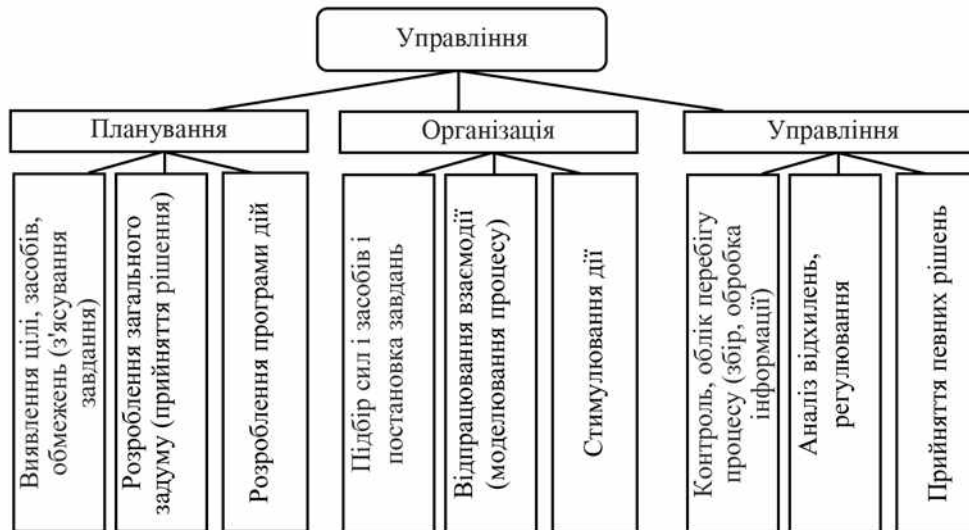 Управління
Планування
Організація
Управління
Виявлення цілі, засобів,
обмежень (з'ясування
завдання)
Розроблення загального
задуму (прийняття рішення)
Розроблення програми дій
Підбір сил і засобів і
постановка завдань
Відпрацювання взаємодії
(моделювання процесу)
Стимулювання дії
Контроль, облік перебігу
процесу (збір, обробка
інформації)
Аналіз відхилень,
регулювання
Прийняття певних рішень